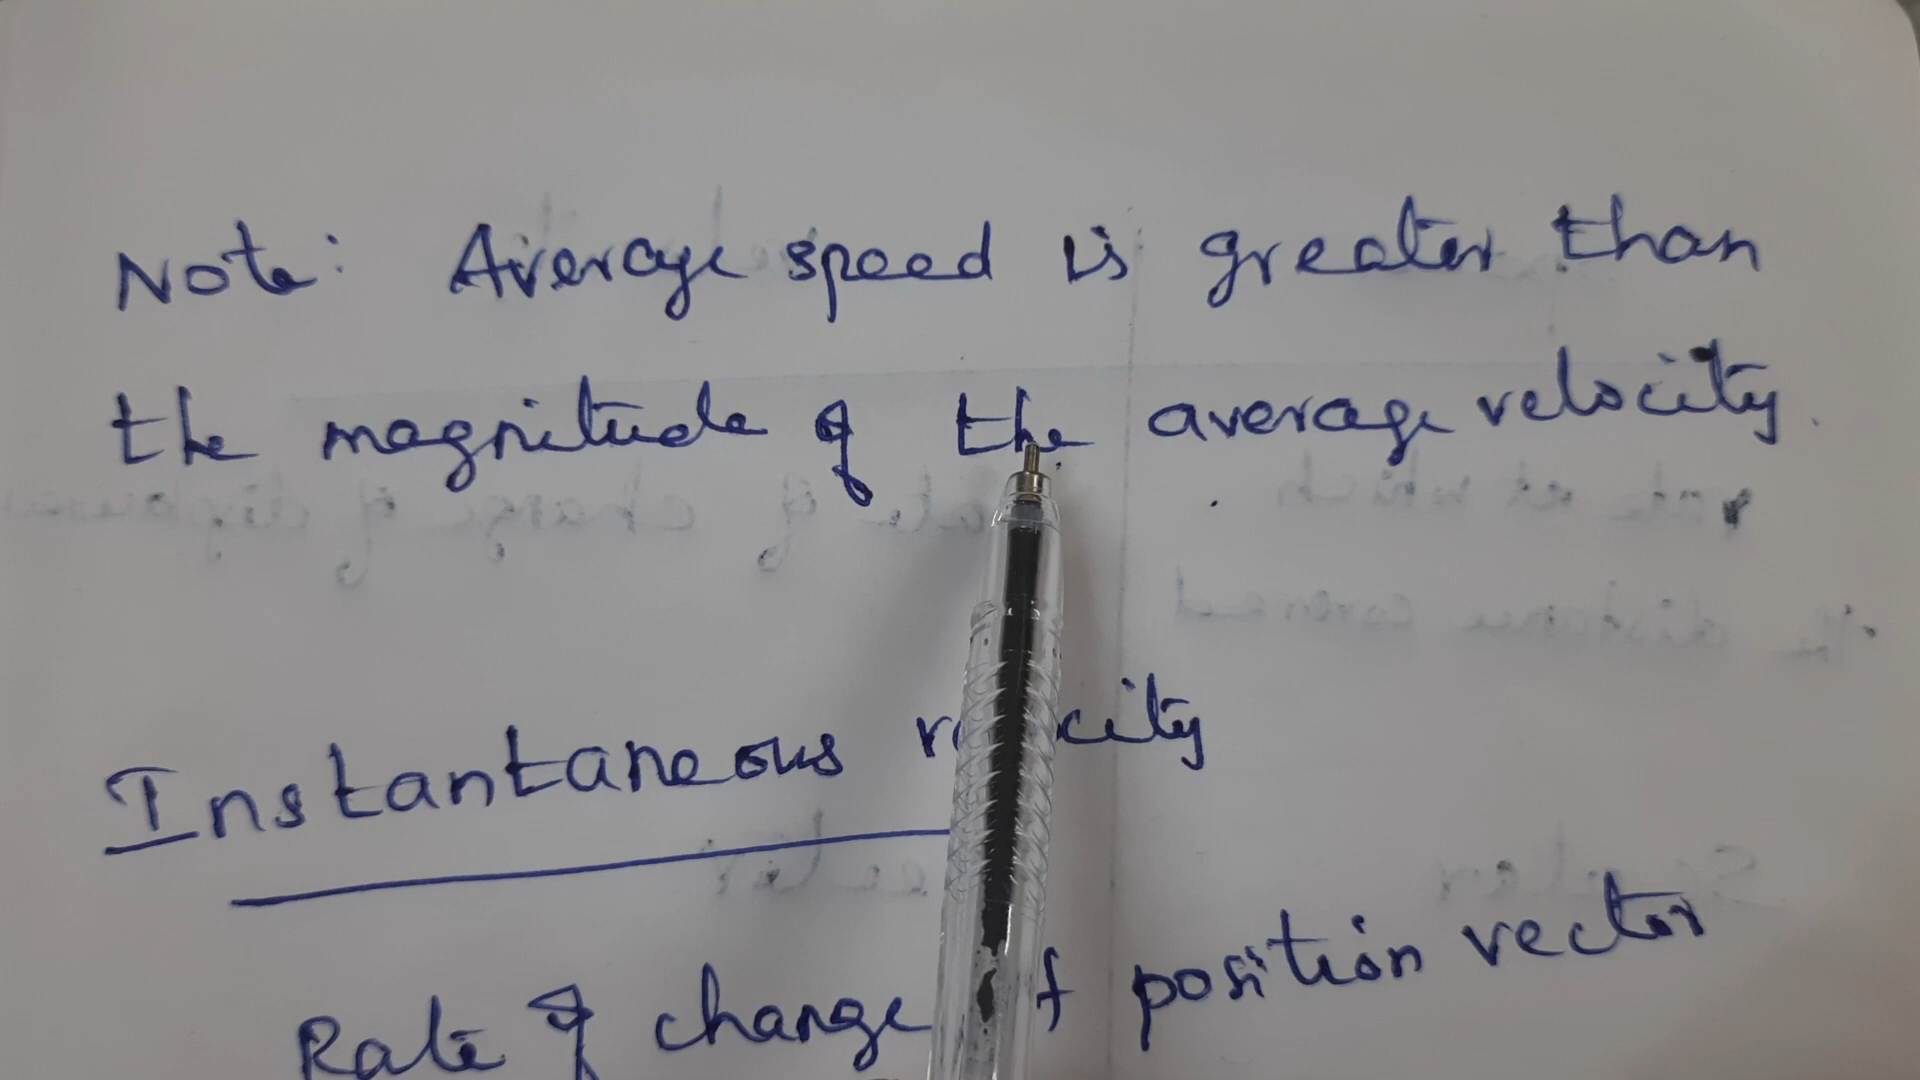 Note: Average speed is greater than
the magnitude of the average velocity.
Instantaneous
Rate of change of position vector